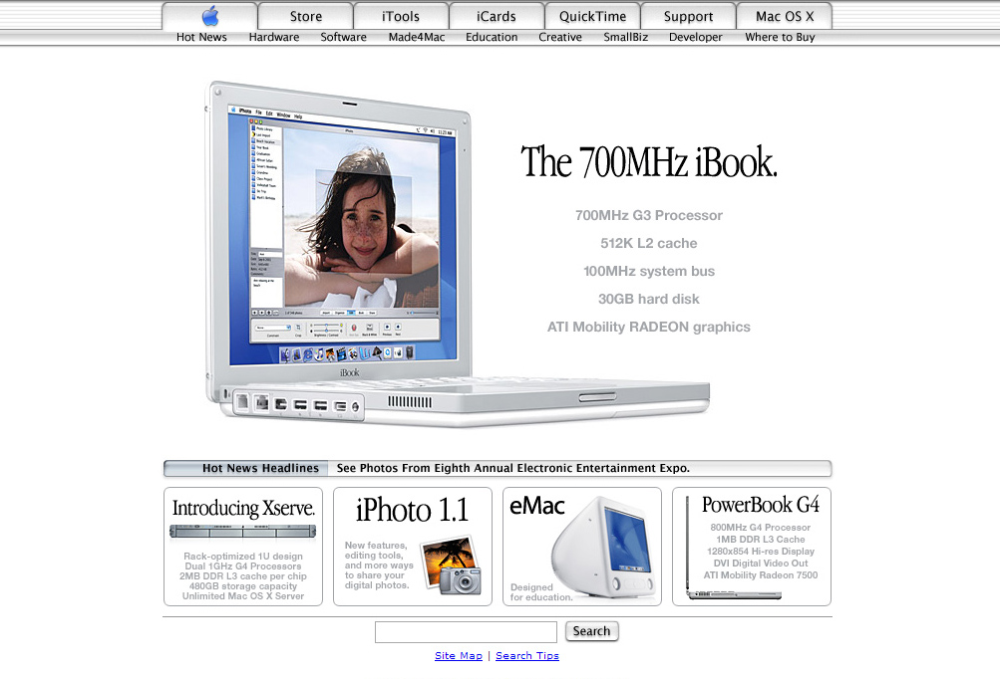 Store
iTools
iCards
QuickTime
Support
Mac OS X
Hot News
Hardware
Software
Made4Mac
Education
Creative
SmallBiz
Developer
Where to Buy
iPhoto File Edit Window Help
iBook
The 700MHz iBook.
700MHz G3 Processor
512K L2 cache
100MHz system bus
30GB hard disk
ATI Mobility RADEON graphics
Hot News Headlines
See Photos From Eighth Annual Electronic Entertainment Expo.
Introducing Xserve.
Rack-optimized 1U design
Dual 1GHz G4 Processors
2MB DDR L3 cache per chip
480GB storage capacity
Unlimited Mac OS X Server
iPhoto 1.1
New features,
editing tools,
and more ways
to share your
digital photos.
eMac
Designed
for education.
PowerBook G4
800MHz G4 Processor
1MB DDR L3 Cache
1280x854 Hi-res Display
DVI Digital Video Out
ATI Mobility Radeon 7500
Search
Site Map | Search Tips